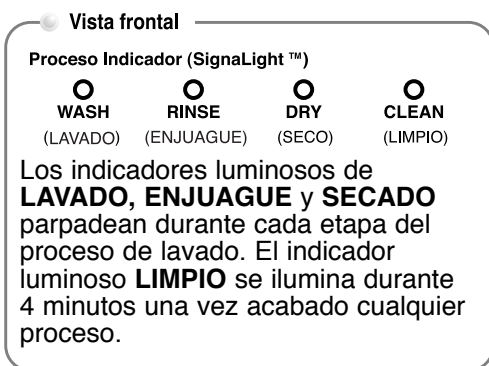 Vista frontal
Proceso Indicador (SignaLight ™)
WASH RINSE DRY CLEAN
(LAVADO) (ENJUAGUE) (SECO) (LIMPIO)
Los indicadores luminosos de
LAVADO, ENJUAGUE y SECADO
parpadean durante cada etapa del
proceso de lavado. El indicador
luminoso LIMPIO se ilumina durante
4 minutos una vez acabado cualquier
proceso.